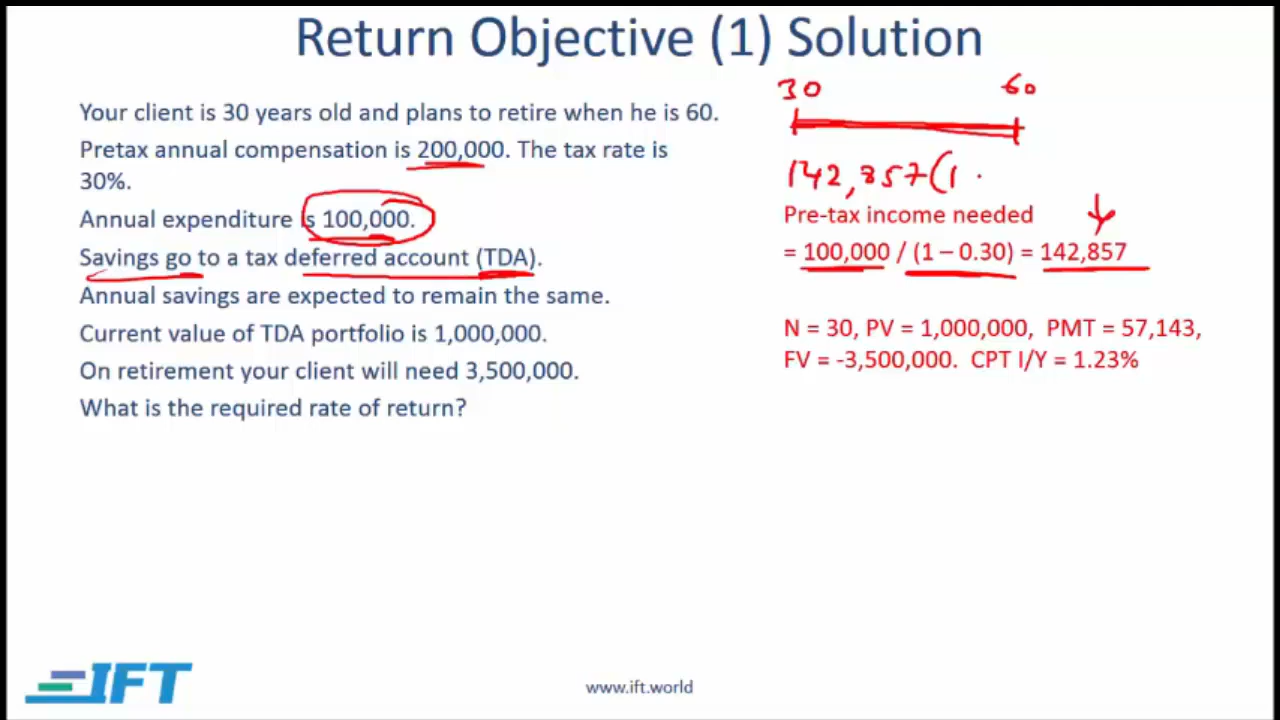 Return Objective (1) Solution
Your client is 30 years old and plans to retire when he is 60.
Pretax annual compensation is 200,000. The tax rate is
30%.
Annual expenditure is 100,000.
Savings go to a tax deferred account (TDA).
Annual savings are expected to remain the same.
Current value of TDA portfolio is 1,000,000.
On retirement your client will need 3,500,000.
What is the required rate of return?
30 60
142,857(1 -
Pre-tax income needed
= 100,000 / (1 – 0.30) = 142,857
N = 30, PV = 1,000,000, PMT = 57,143,
FV = -3,500,000. CPT I/Y = 1.23%
IFT
www.ift.world